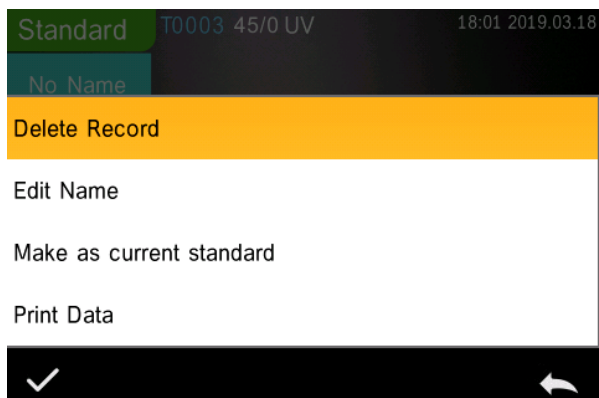 Standard T0003 45/0 UV 18:01 2019.03.18
No Name
Delete Record
Edit Name
Make as current standard
Print Data